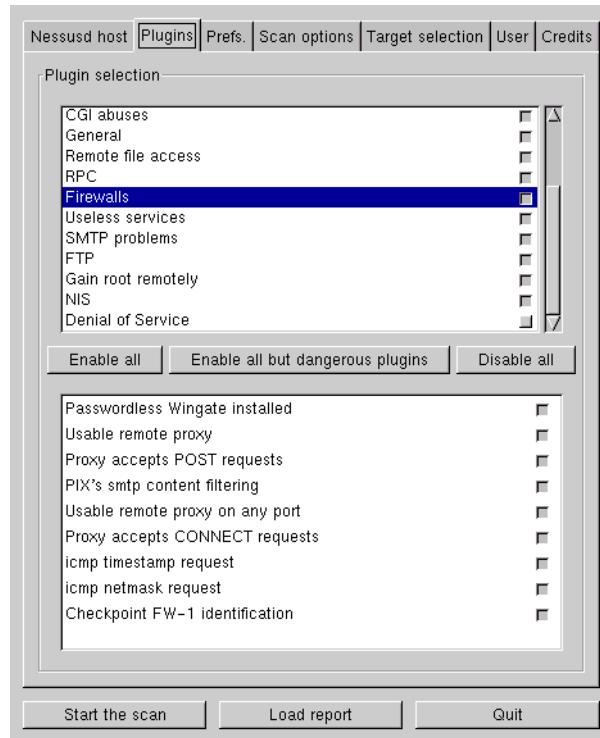 Nessusd host Plugins Prefs. Scan options Target selection User Credits
Plugin selection
CGI abuses
General
Remote file access
RPC
Firewalls
Useless services
SMTP problems
FTP
Gain root remotely
NIS
Denial of Service
Enable all Enable all but dangerous plugins Disable all
Passwordless Wingate installed
Usable remote proxy
Proxy accepts POST requests
PIX's smtp content filtering
Usable remote proxy on any port
Proxy accepts CONNECT requests
icmp timestamp request
icmp netmask request
Checkpoint FW-1 identification
Start the scan Load report Quit